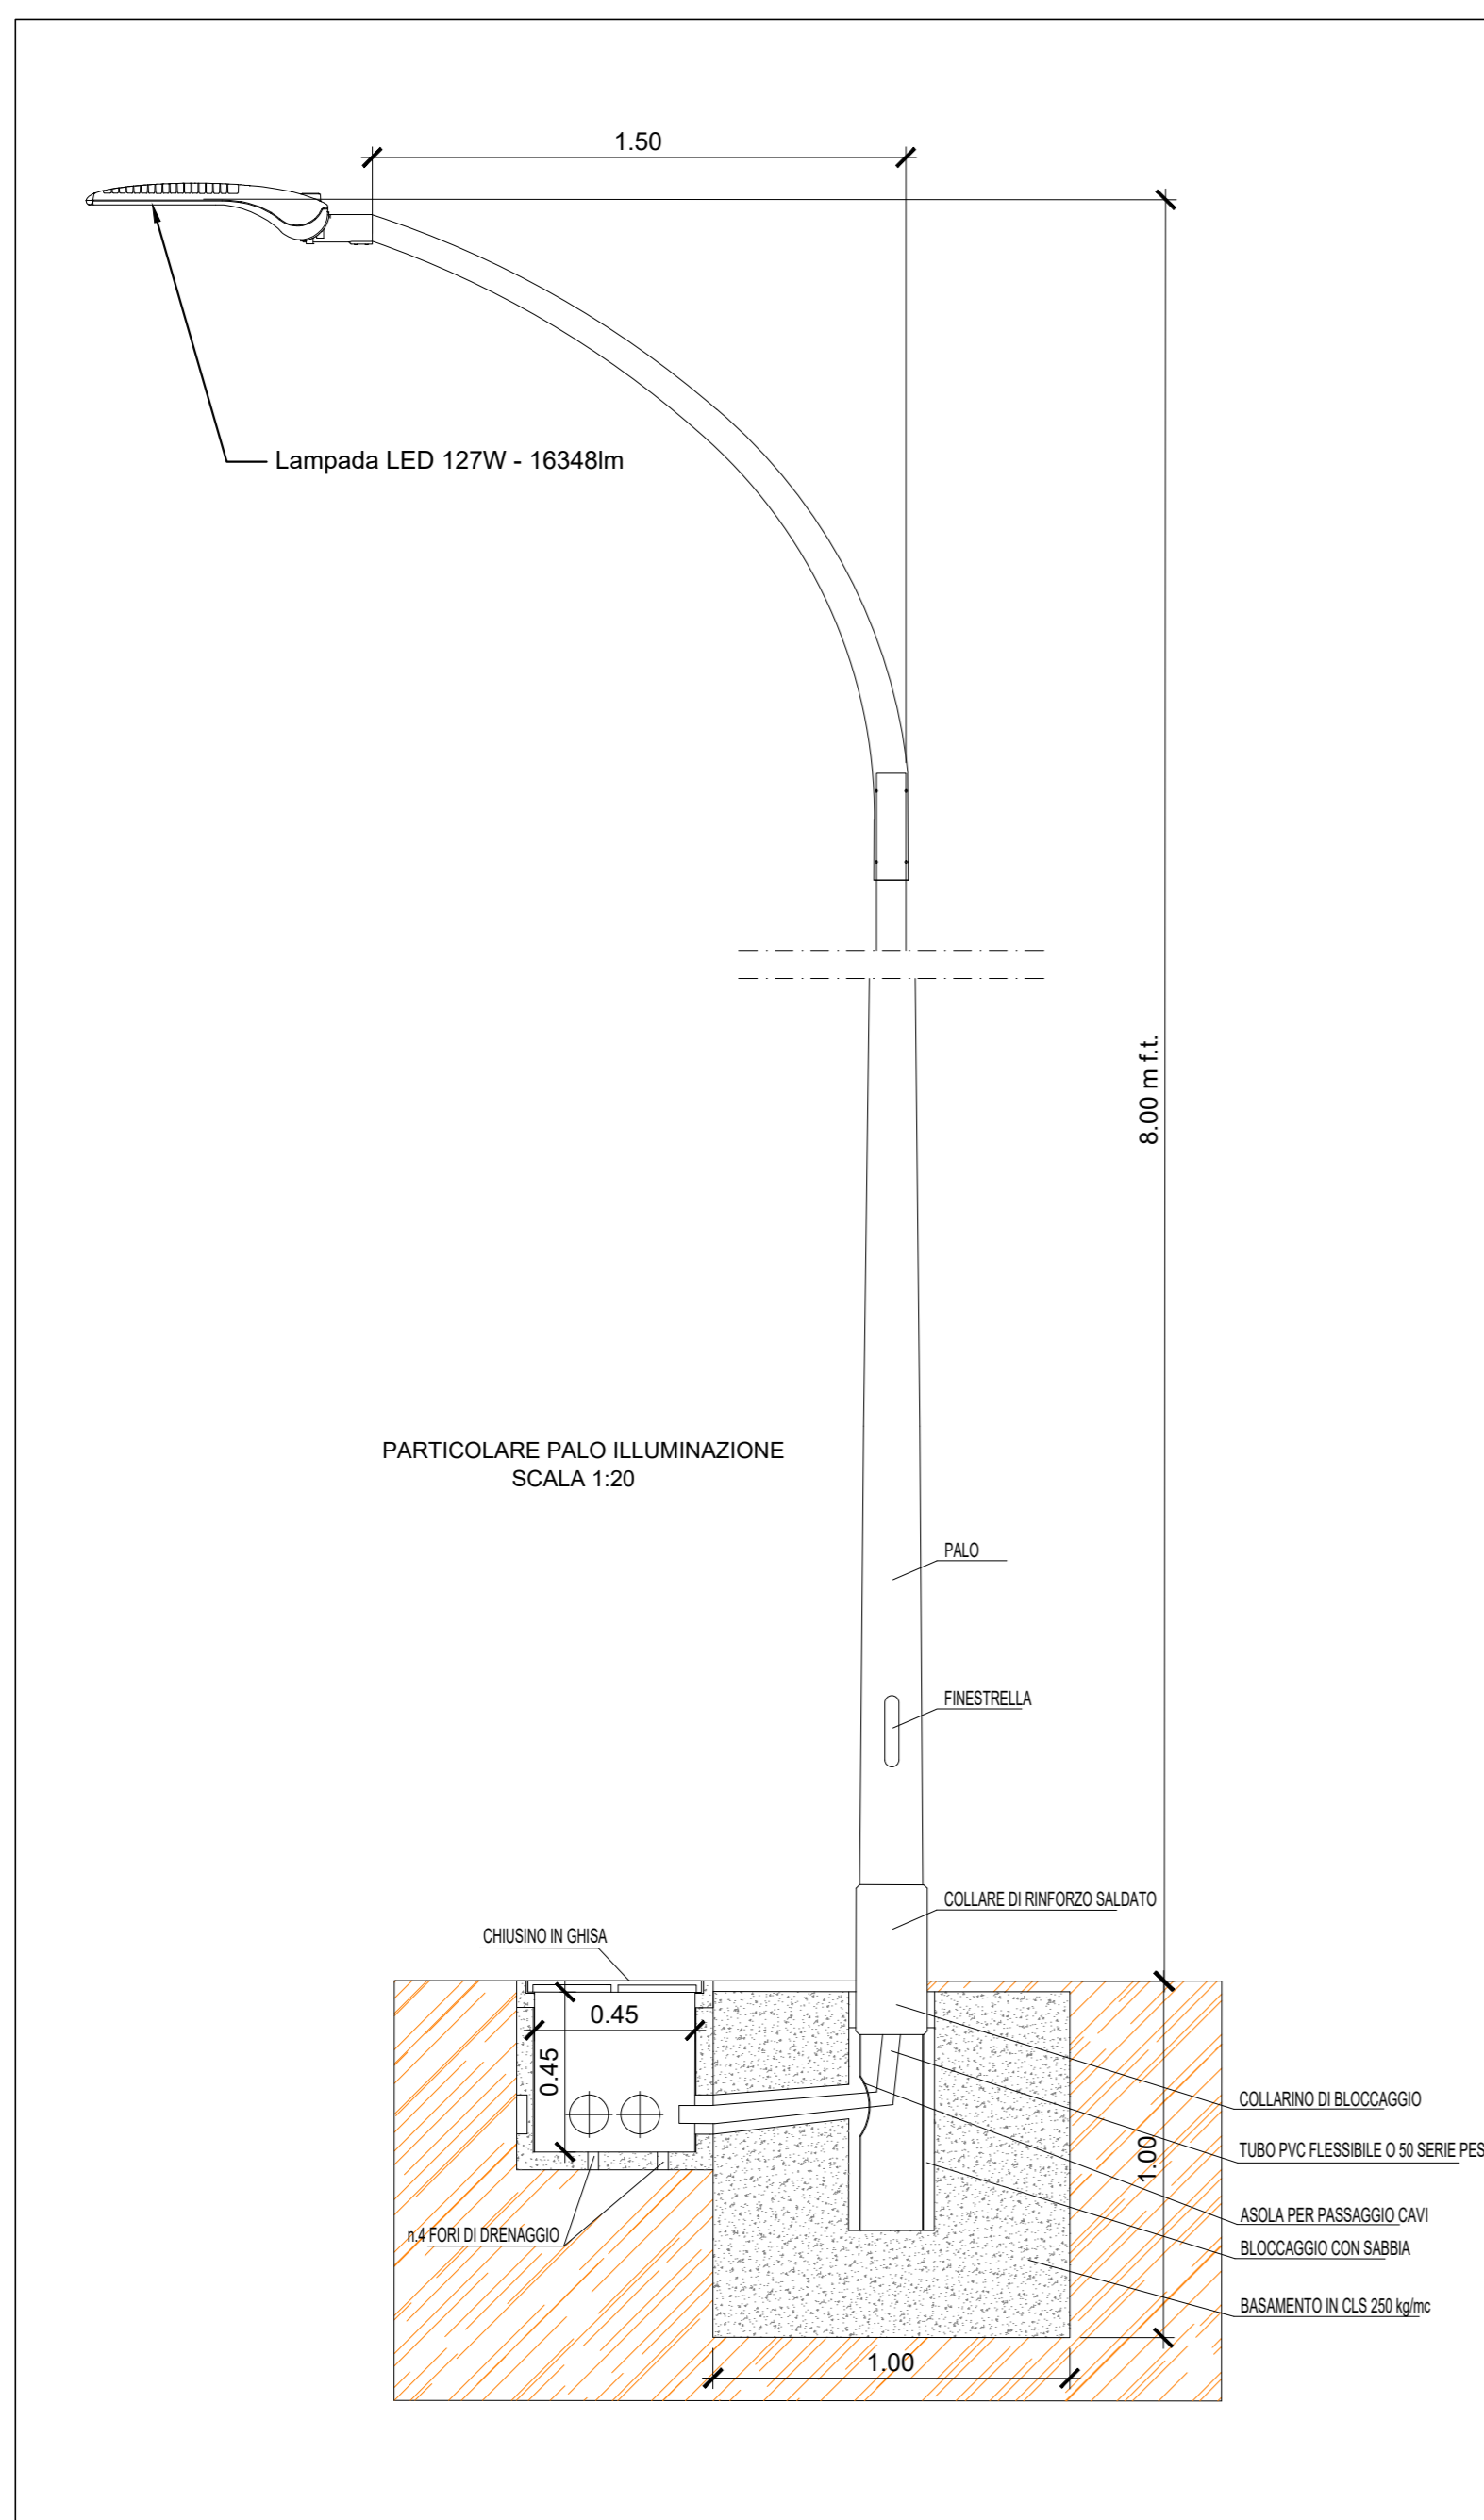 1.50
Lampada LED 127W - 16348lm
8.00 m f.t.
PARTICOLARE PALO ILLUMINAZIONE
SCALA 1:20
PALO
FINESTRELLA
COLLARE DI RINFORZO SALDATO
CHIUSINO IN GHISA
0.45
0.45
COLLARINO DI BLOCCAGGIO
1.00
TUBO PVC FLESSIBILE O 50 SERIE PES
ASOLA PER PASSAGGIO CAVI
n.4 FORI DI DRENAGGIO
BLOCCAGGIO CON SABBIA
BASAMENTO IN CLS 250 kg/mc
1.00